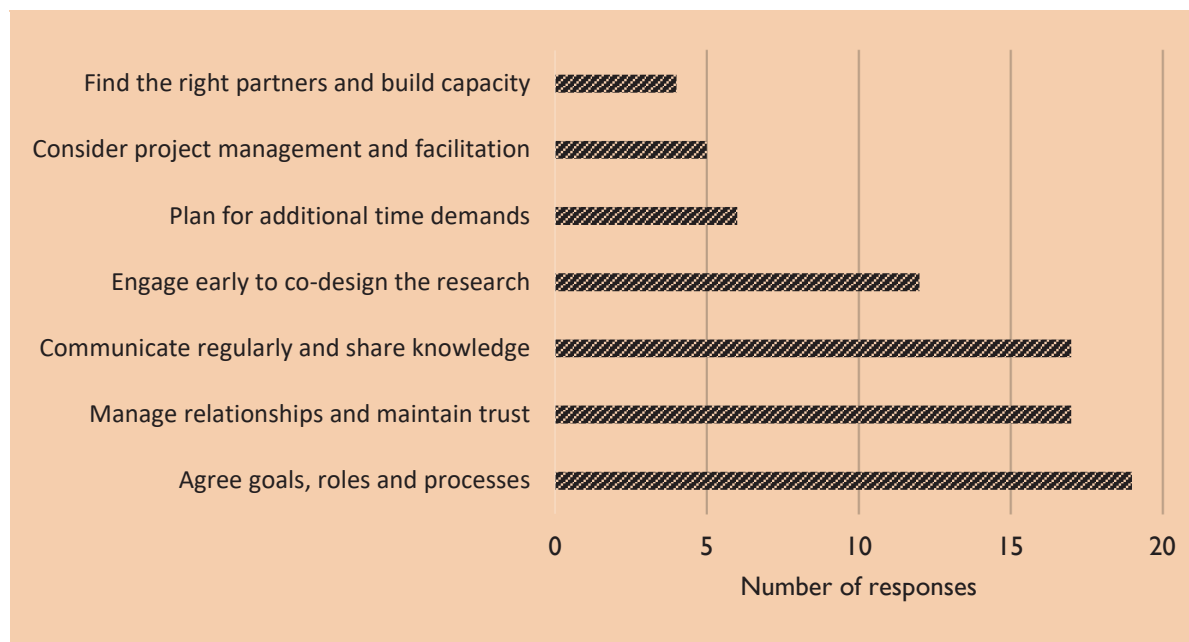 Find the right partners and build capacity
Consider project management and facilitation
Plan for additional time demands
Engage early to co-design the research
Communicate regularly and share knowledge
Manage relationships and maintain trust
Agree goals, roles and processes
0 5 10 15 20
Number of responses